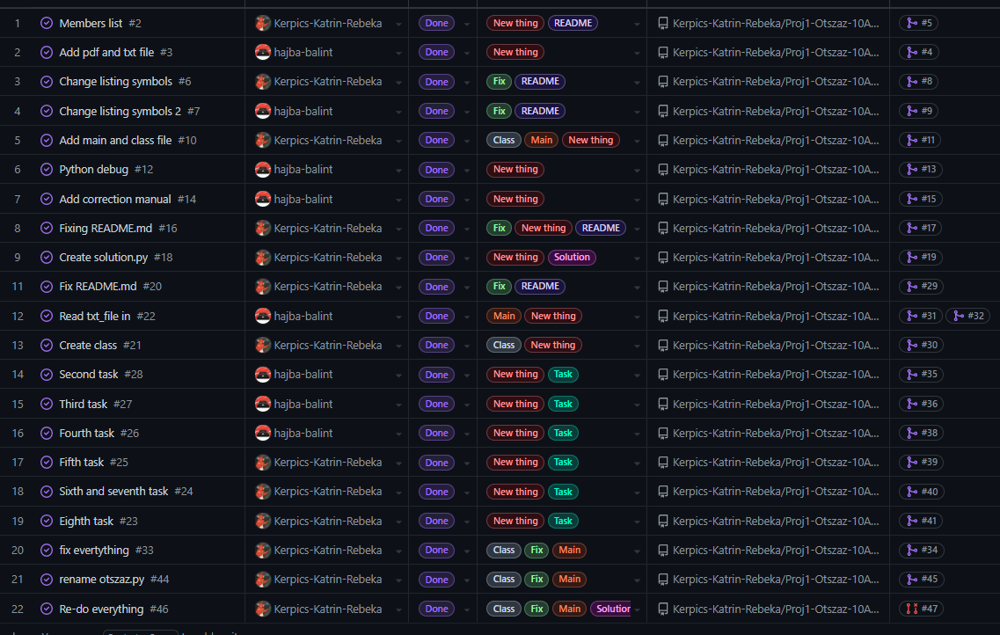 1 Members list #2 Kerpics-Katrin-Rebeka Done New thing README Kerpics-Katrin-Rebeka/Proj1-Otszaz-10A... #5
2 Add pdf and txt file #3 hajba-balint Done New thing Kerpics-Katrin-Rebeka/Proj1-Otszaz-10A... #4
3 Change listing symbols #6 Kerpics-Katrin-Rebeka Done Fix README Kerpics-Katrin-Rebeka/Proj1-Otszaz-10A... #8
4 Change listing symbols 2 #7 hajba-balint Done Fix README Kerpics-Katrin-Rebeka/Proj1-Otszaz-10A... #9
5 Add main and class file #10 Kerpics-Katrin-Rebeka Done Class Main New thing Kerpics-Katrin-Rebeka/Proj1-Otszaz-10A... #11
6 Python debug #12 hajba-balint Done New thing Kerpics-Katrin-Rebeka/Proj1-Otszaz-10A... #13
7 Add correction manual #14 hajba-balint Done New thing Kerpics-Katrin-Rebeka/Proj1-Otszaz-10A... #15
8 Fixing README.md #16 Kerpics-Katrin-Rebeka Done Fix New thing README Kerpics-Katrin-Rebeka/Proj1-Otszaz-10A... #17
9 Create solution.py #18 Kerpics-Katrin-Rebeka Done New thing Solution Kerpics-Katrin-Rebeka/Proj1-Otszaz-10A... #19
11 Fix README.md #20 Kerpics-Katrin-Rebeka Done Fix README Kerpics-Katrin-Rebeka/Proj1-Otszaz-10A... #29
12 Read txt_file in #22 hajba-balint Done Main New thing Kerpics-Katrin-Rebeka/Proj1-Otszaz-10A... #31 #32
13 Create class #21 Kerpics-Katrin-Rebeka Done Class New thing Kerpics-Katrin-Rebeka/Proj1-Otszaz-10A... #30
14 Second task #28 hajba-balint Done New thing Task Kerpics-Katrin-Rebeka/Proj1-Otszaz-10A... #35
15 Third task #27 hajba-balint Done New thing Task Kerpics-Katrin-Rebeka/Proj1-Otszaz-10A... #36
16 Fourth task #26 hajba-balint Done New thing Task Kerpics-Katrin-Rebeka/Proj1-Otszaz-10A... #38
17 Fifth task #25 Kerpics-Katrin-Rebeka Done New thing Task Kerpics-Katrin-Rebeka/Proj1-Otszaz-10A... #39
18 Sixth and seventh task #24 Kerpics-Katrin-Rebeka Done New thing Task Kerpics-Katrin-Rebeka/Proj1-Otszaz-10A... #40
19 Eighth task #23 Kerpics-Katrin-Rebeka Done New thing Task Kerpics-Katrin-Rebeka/Proj1-Otszaz-10A... #41
20 fix evertything #33 Kerpics-Katrin-Rebeka Done Class Fix Main Kerpics-Katrin-Rebeka/Proj1-Otszaz-10A... #34
21 rename otszaz.py #44 Kerpics-Katrin-Rebeka Done Class Fix Main Kerpics-Katrin-Rebeka/Proj1-Otszaz-10A... #45
22 Re-do everything #46 Kerpics-Katrin-Rebeka Done Class Fix Main Solution Kerpics-Katrin-Rebeka/Proj1-Otszaz-10A... #47